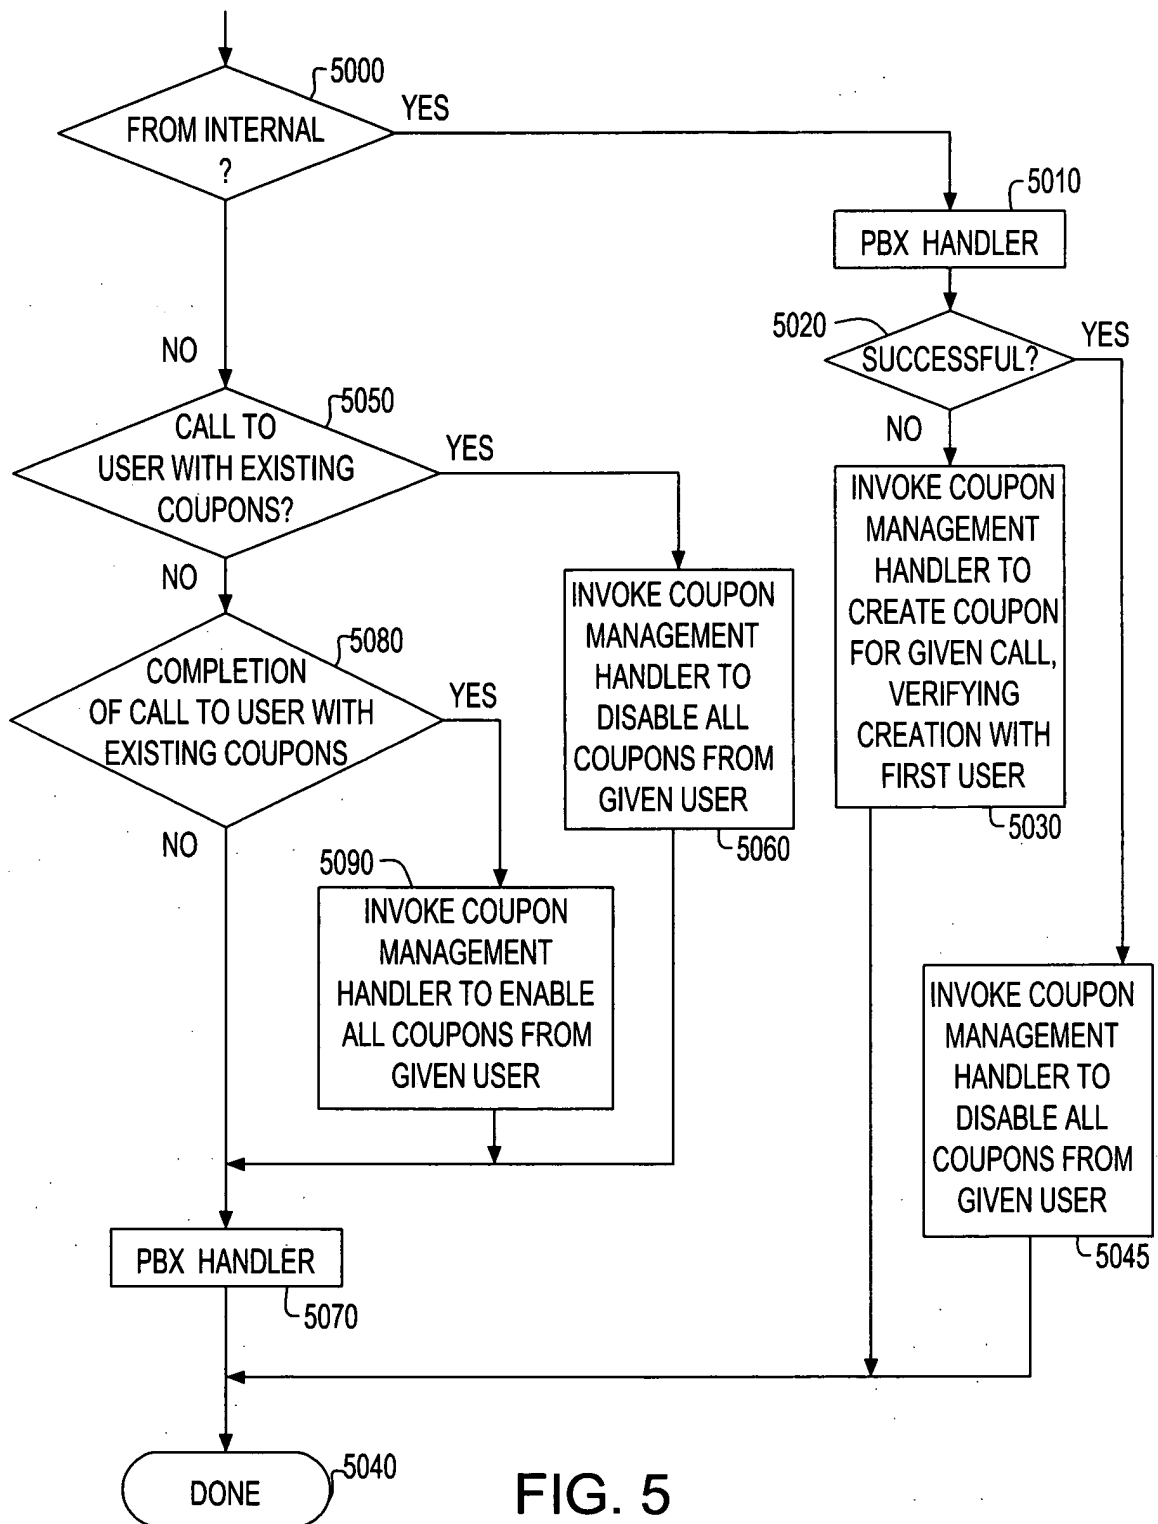 5000
YES
FROM INTERNAL
?
5010
PBX HANDLER
5020
YES
SUCCESSFUL?
NO
NO
5050
CALL TO
USER WITH EXISTING
COUPONS?
YES
NO
INVOKE COUPON
MANAGEMENT
HANDLER TO
CREATE COUPON
FOR GIVEN CALL,
VERIFYING
CREATION WITH
FIRST USER
5030
INVOKE COUPON
MANAGEMENT
HANDLER TO
DISABLE ALL
COUPONS FROM
GIVEN USER
5060
5080
COMPLETION
OF CALL TO USER WITH
EXISTING COUPONS
YES
NO
5090
INVOKE COUPON
MANAGEMENT
HANDLER TO ENABLE
ALL COUPONS FROM
GIVEN USER
INVOKE COUPON
MANAGEMENT
HANDLER TO
DISABLE ALL
COUPONS FROM
GIVEN USER
5045
PBX HANDLER
5070
5040
DONE
FIG. 5